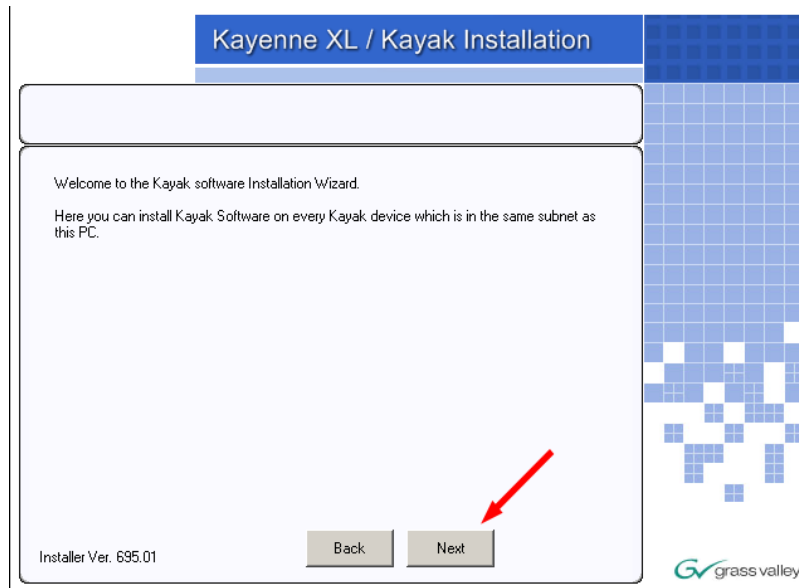 Kayenne XL / Kayak Installation
Welcome to the Kayak software Installation Wizard.
Here you can install Kayak Software on every Kayak device which is in the same subnet as
this PC.
Back
Next
Installer Ver. 695.01
grass valley